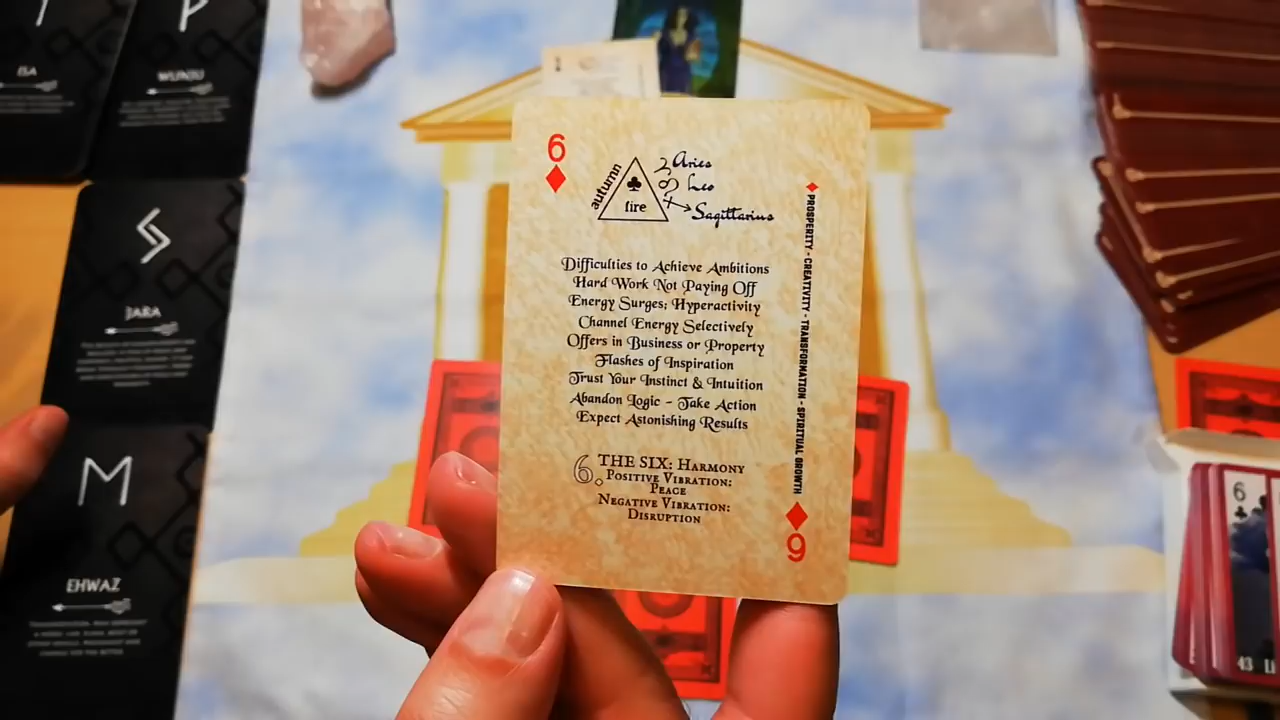 ISA
WUNJO
JARA
EHWAZ
6
autumn
fire
Aries
Leo
Sagittarius
Difficulties to Achieve Ambitions
Hard Work Not Paying Off
Energy Surges; Hyperactivity
Channel Energy Selectively
Offers in Business or Property
Flashes of Inspiration
Trust Your Instinct & Intuition
Abandon Logic - Take Action
Expect Astonishing Results
6. THE SIX: HARMONY
POSITIVE VIBRATION:
PEACE
NEGATIVE VIBRATION:
DISRUPTION
PROSPERITY - CREATIVITY - TRANSFORMATION - SPIRITUAL GROWTH
6
6
43